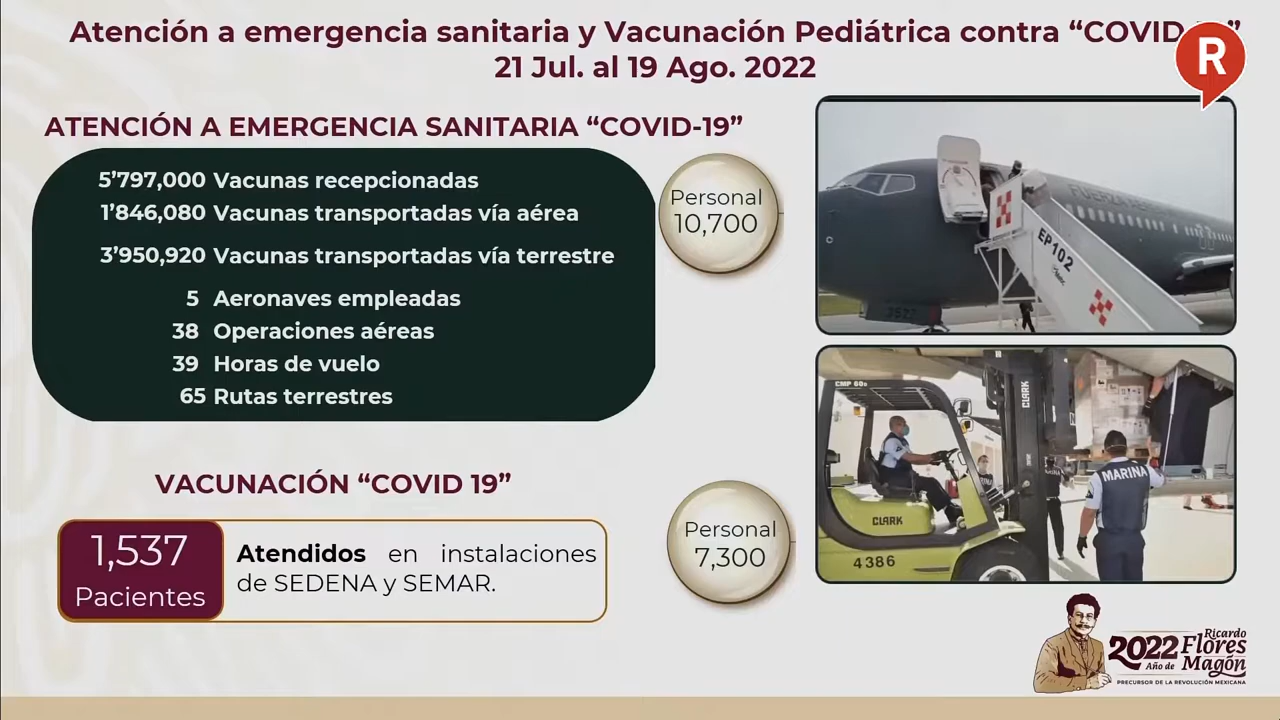 Atención a emergencia sanitaria y Vacunación Pediátrica contra “COVID
21 Jul. al 19 Ago. 2022
R
ATENCIÓN A EMERGENCIA SANITARIA “COVID-19”
5’797,000 Vacunas recepcionadas
1’846,080 Vacunas transportadas vía aérea
3’950,920 Vacunas transportadas vía terrestre
5 Aeronaves empleadas
38 Operaciones aéreas
39 Horas de vuelo
65 Rutas terrestres
Personal
10,700
EP102
3527
VACUNACIÓN “COVID 19”
1,537
Pacientes
Atendidos en instalaciones
de SEDENA y SEMAR.
Personal
7,300
CMP 60s
CLARK
MARINA
CLARK
4386
2022 Ricardo
Flores
Año de Magón
PRECURSOR DE LA REVOLUCIÓN MEXICANA